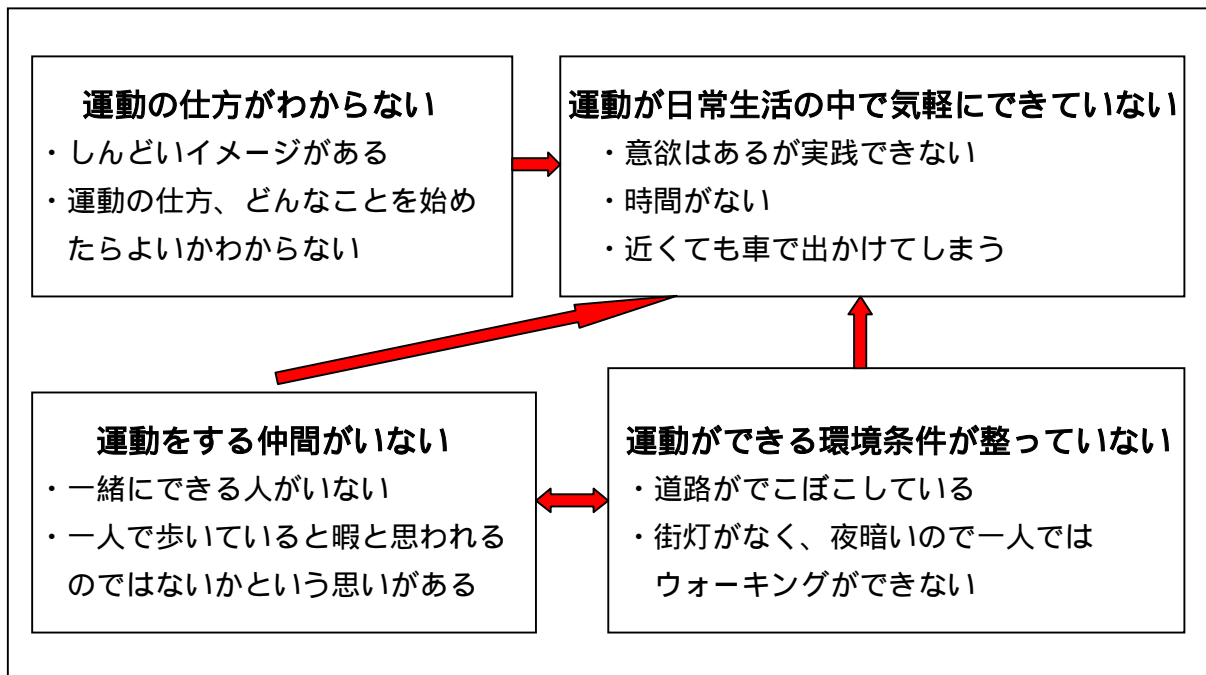 運動の仕方がわからない
・しんどいイメージがある
・運動の仕方、どんなことを始め
たらよいかわからない
運動が日常生活の中で気軽にできていない
・意欲はあるが実践できない
・時間がない
・近くても車で出かけてしまう
運動をする仲間がいない
・一緒にできる人がいない
・一人で歩いていると暇と思われる
のではないかという思いがある
運動ができる環境条件が整っていない
・道路がでこぼこしている
・街灯がなく、夜暗いので一人では
ウォーキングができない